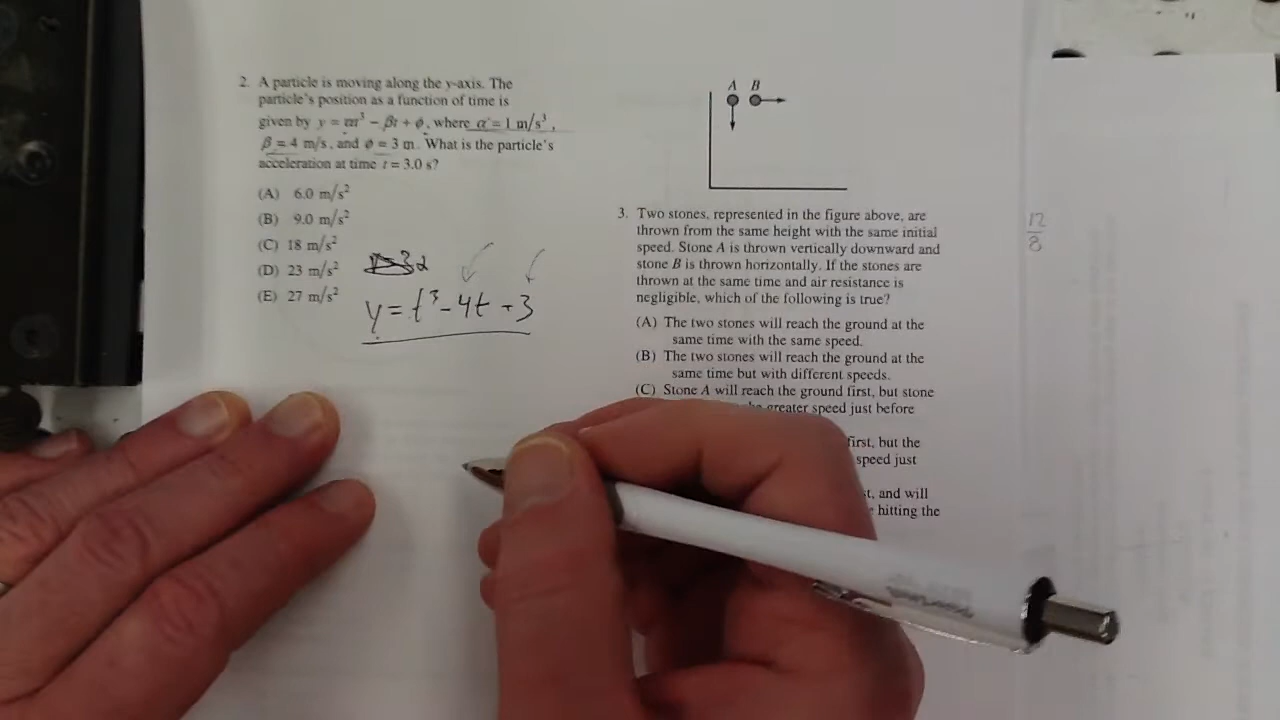 2. A particle is moving along the y-axis. The
particle's position as a function of time is
given by y = αt³ − βt + ϕ, where α = 1 m/s³,
β = 4 m/s, and ϕ = 3 m. What is the particle's
acceleration at time t = 3.0 s?
(A) 6.0 m/s²
(B) 9.0 m/s²
(C) 18 m/s²
(D) 23 m/s²
(E) 27 m/s²
y = t³ - 4t + 3
A B
3. Two stones, represented in the figure above, are
thrown from the same height with the same initial
speed. Stone A is thrown vertically downward and
stone B is thrown horizontally. If the stones are
thrown at the same time and air resistance is
negligible, which of the following is true?
(A) The two stones will reach the ground at the
same time with the same speed.
(B) The two stones will reach the ground at the
same time but with different speeds.
(C) Stone A will reach the ground first, but stone
greater speed just before
first, but the
speed just
and will
hitting the
12
8